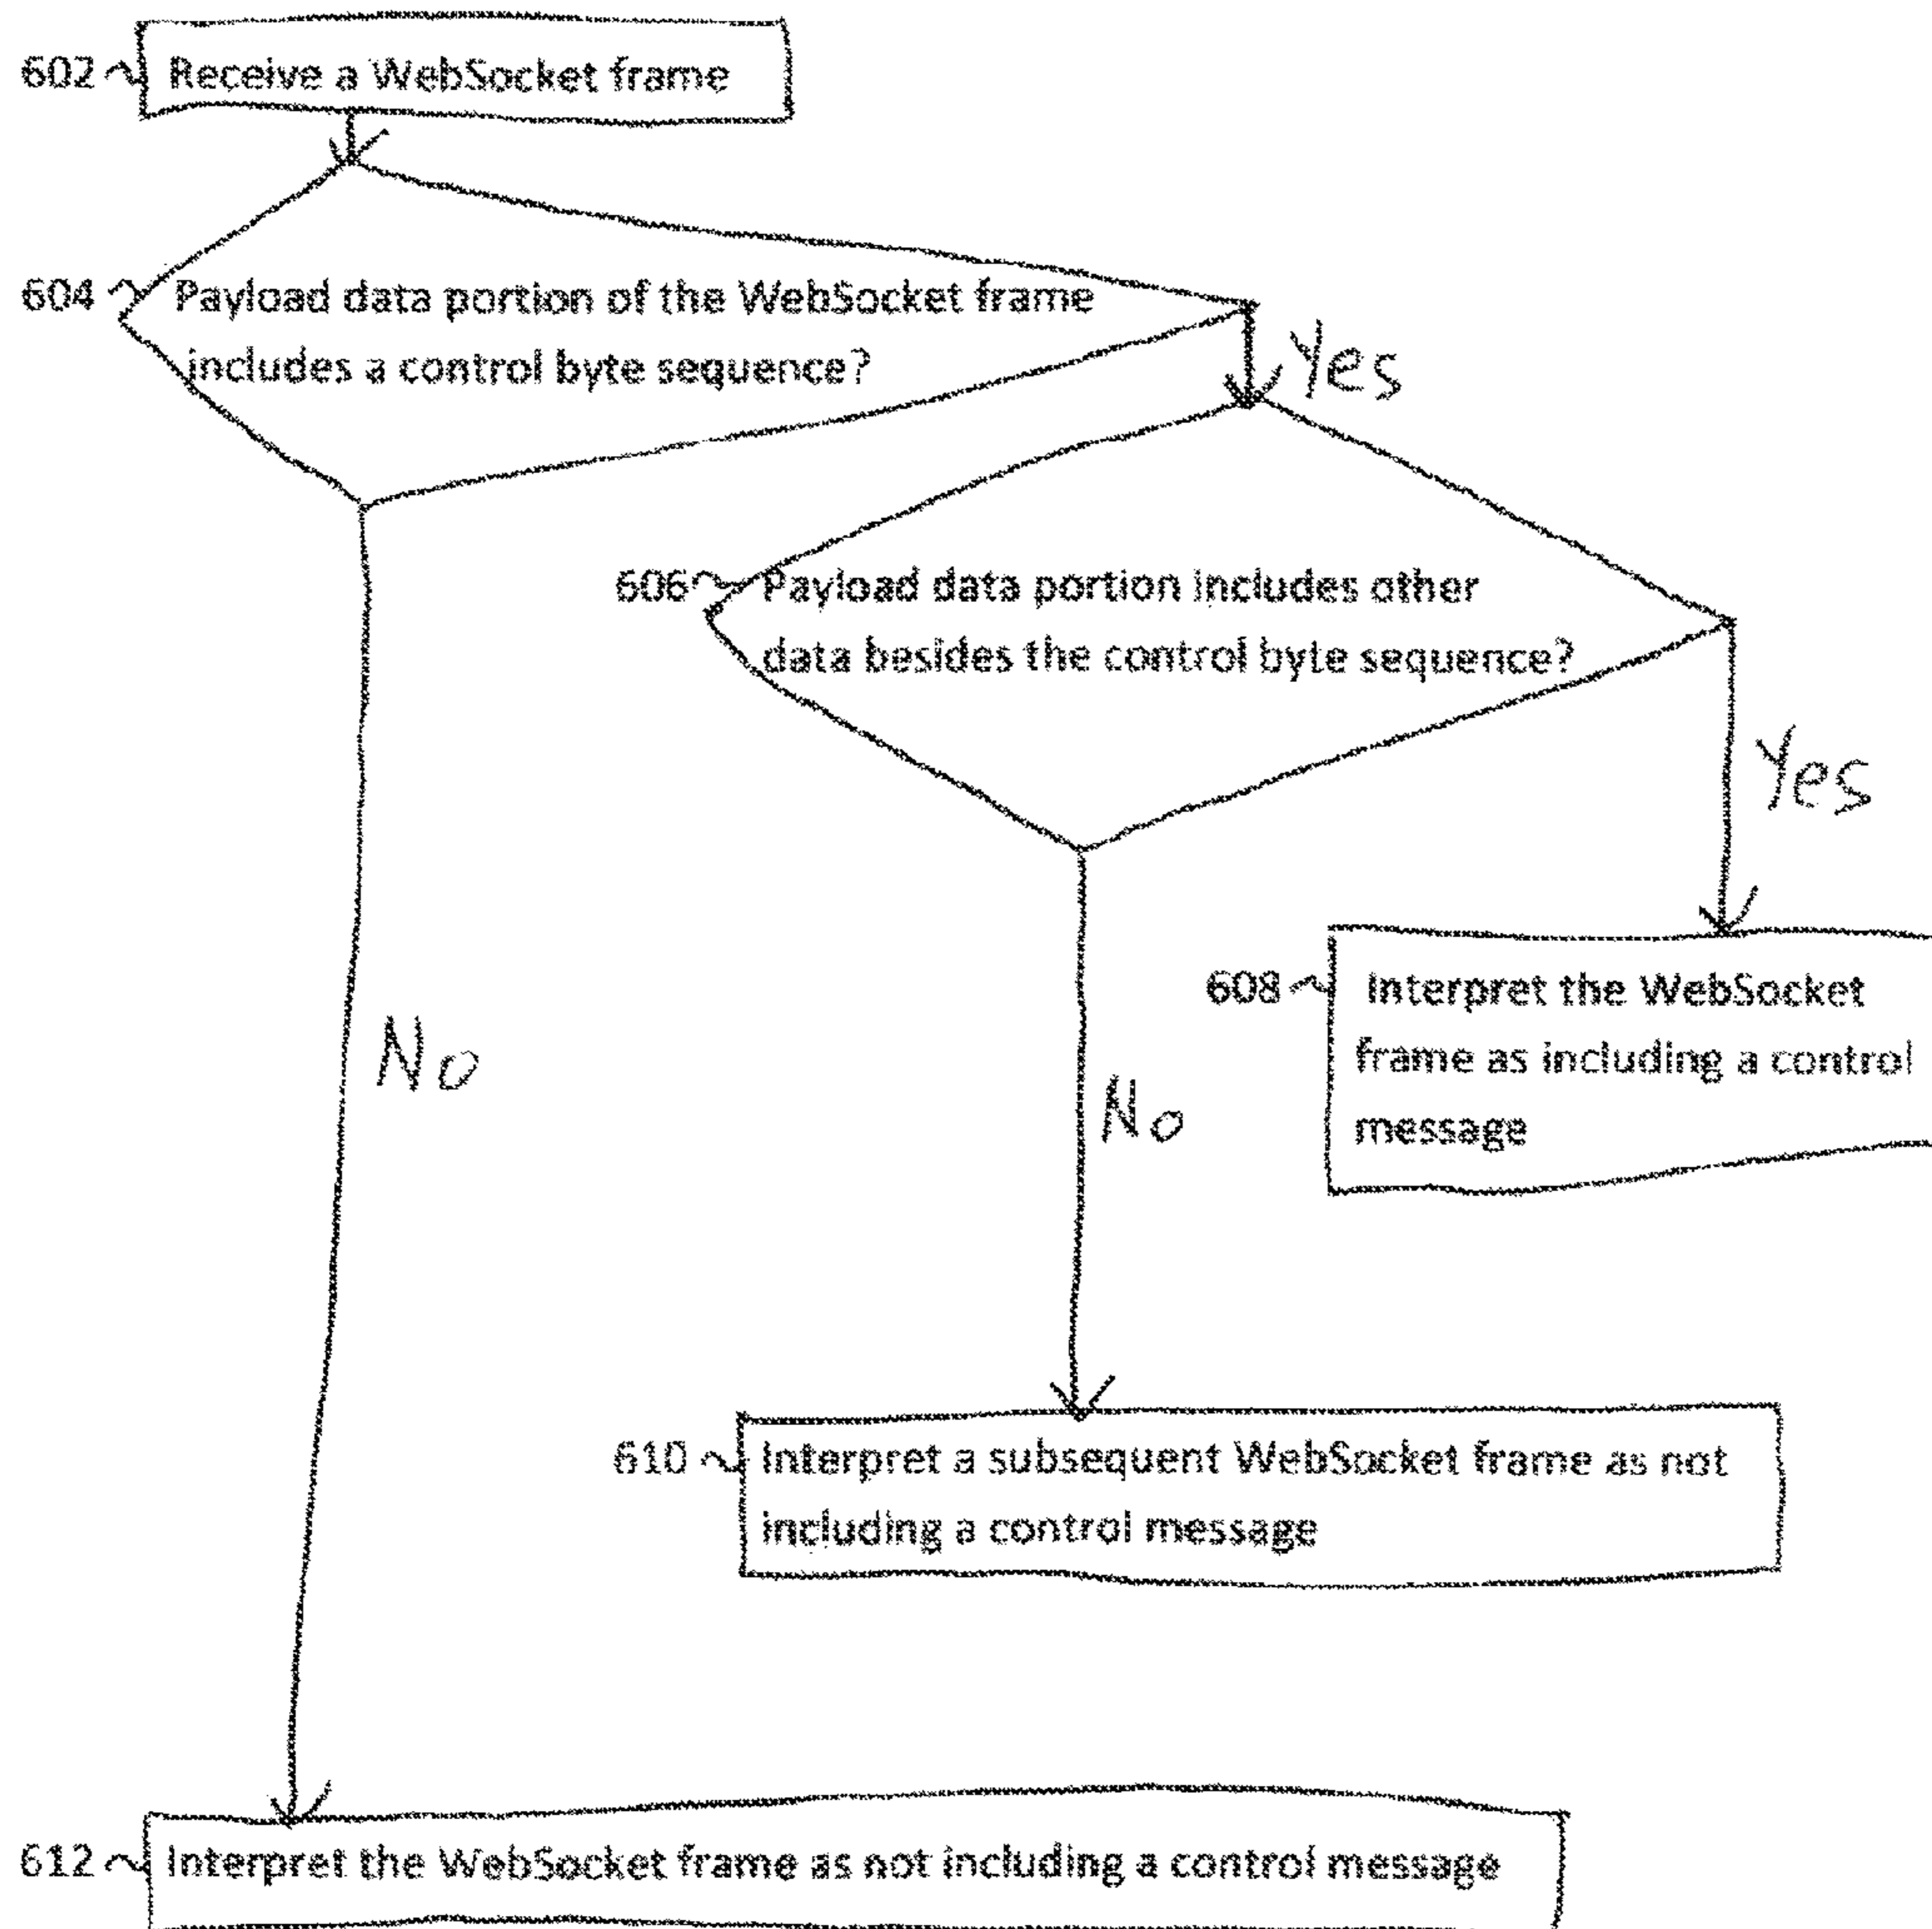 602 Receive a WebSocket frame
604 Payload data portion of the WebSocket frame
includes a control byte sequence?
Yes
606 Payload data portion includes other
data besides the control byte sequence?
Yes
608 Interpret the WebSocket
frame as including a control
message
No
No
610 Interpret a subsequent WebSocket frame as not
including a control message
612 Interpret the WebSocket frame as not including a control message